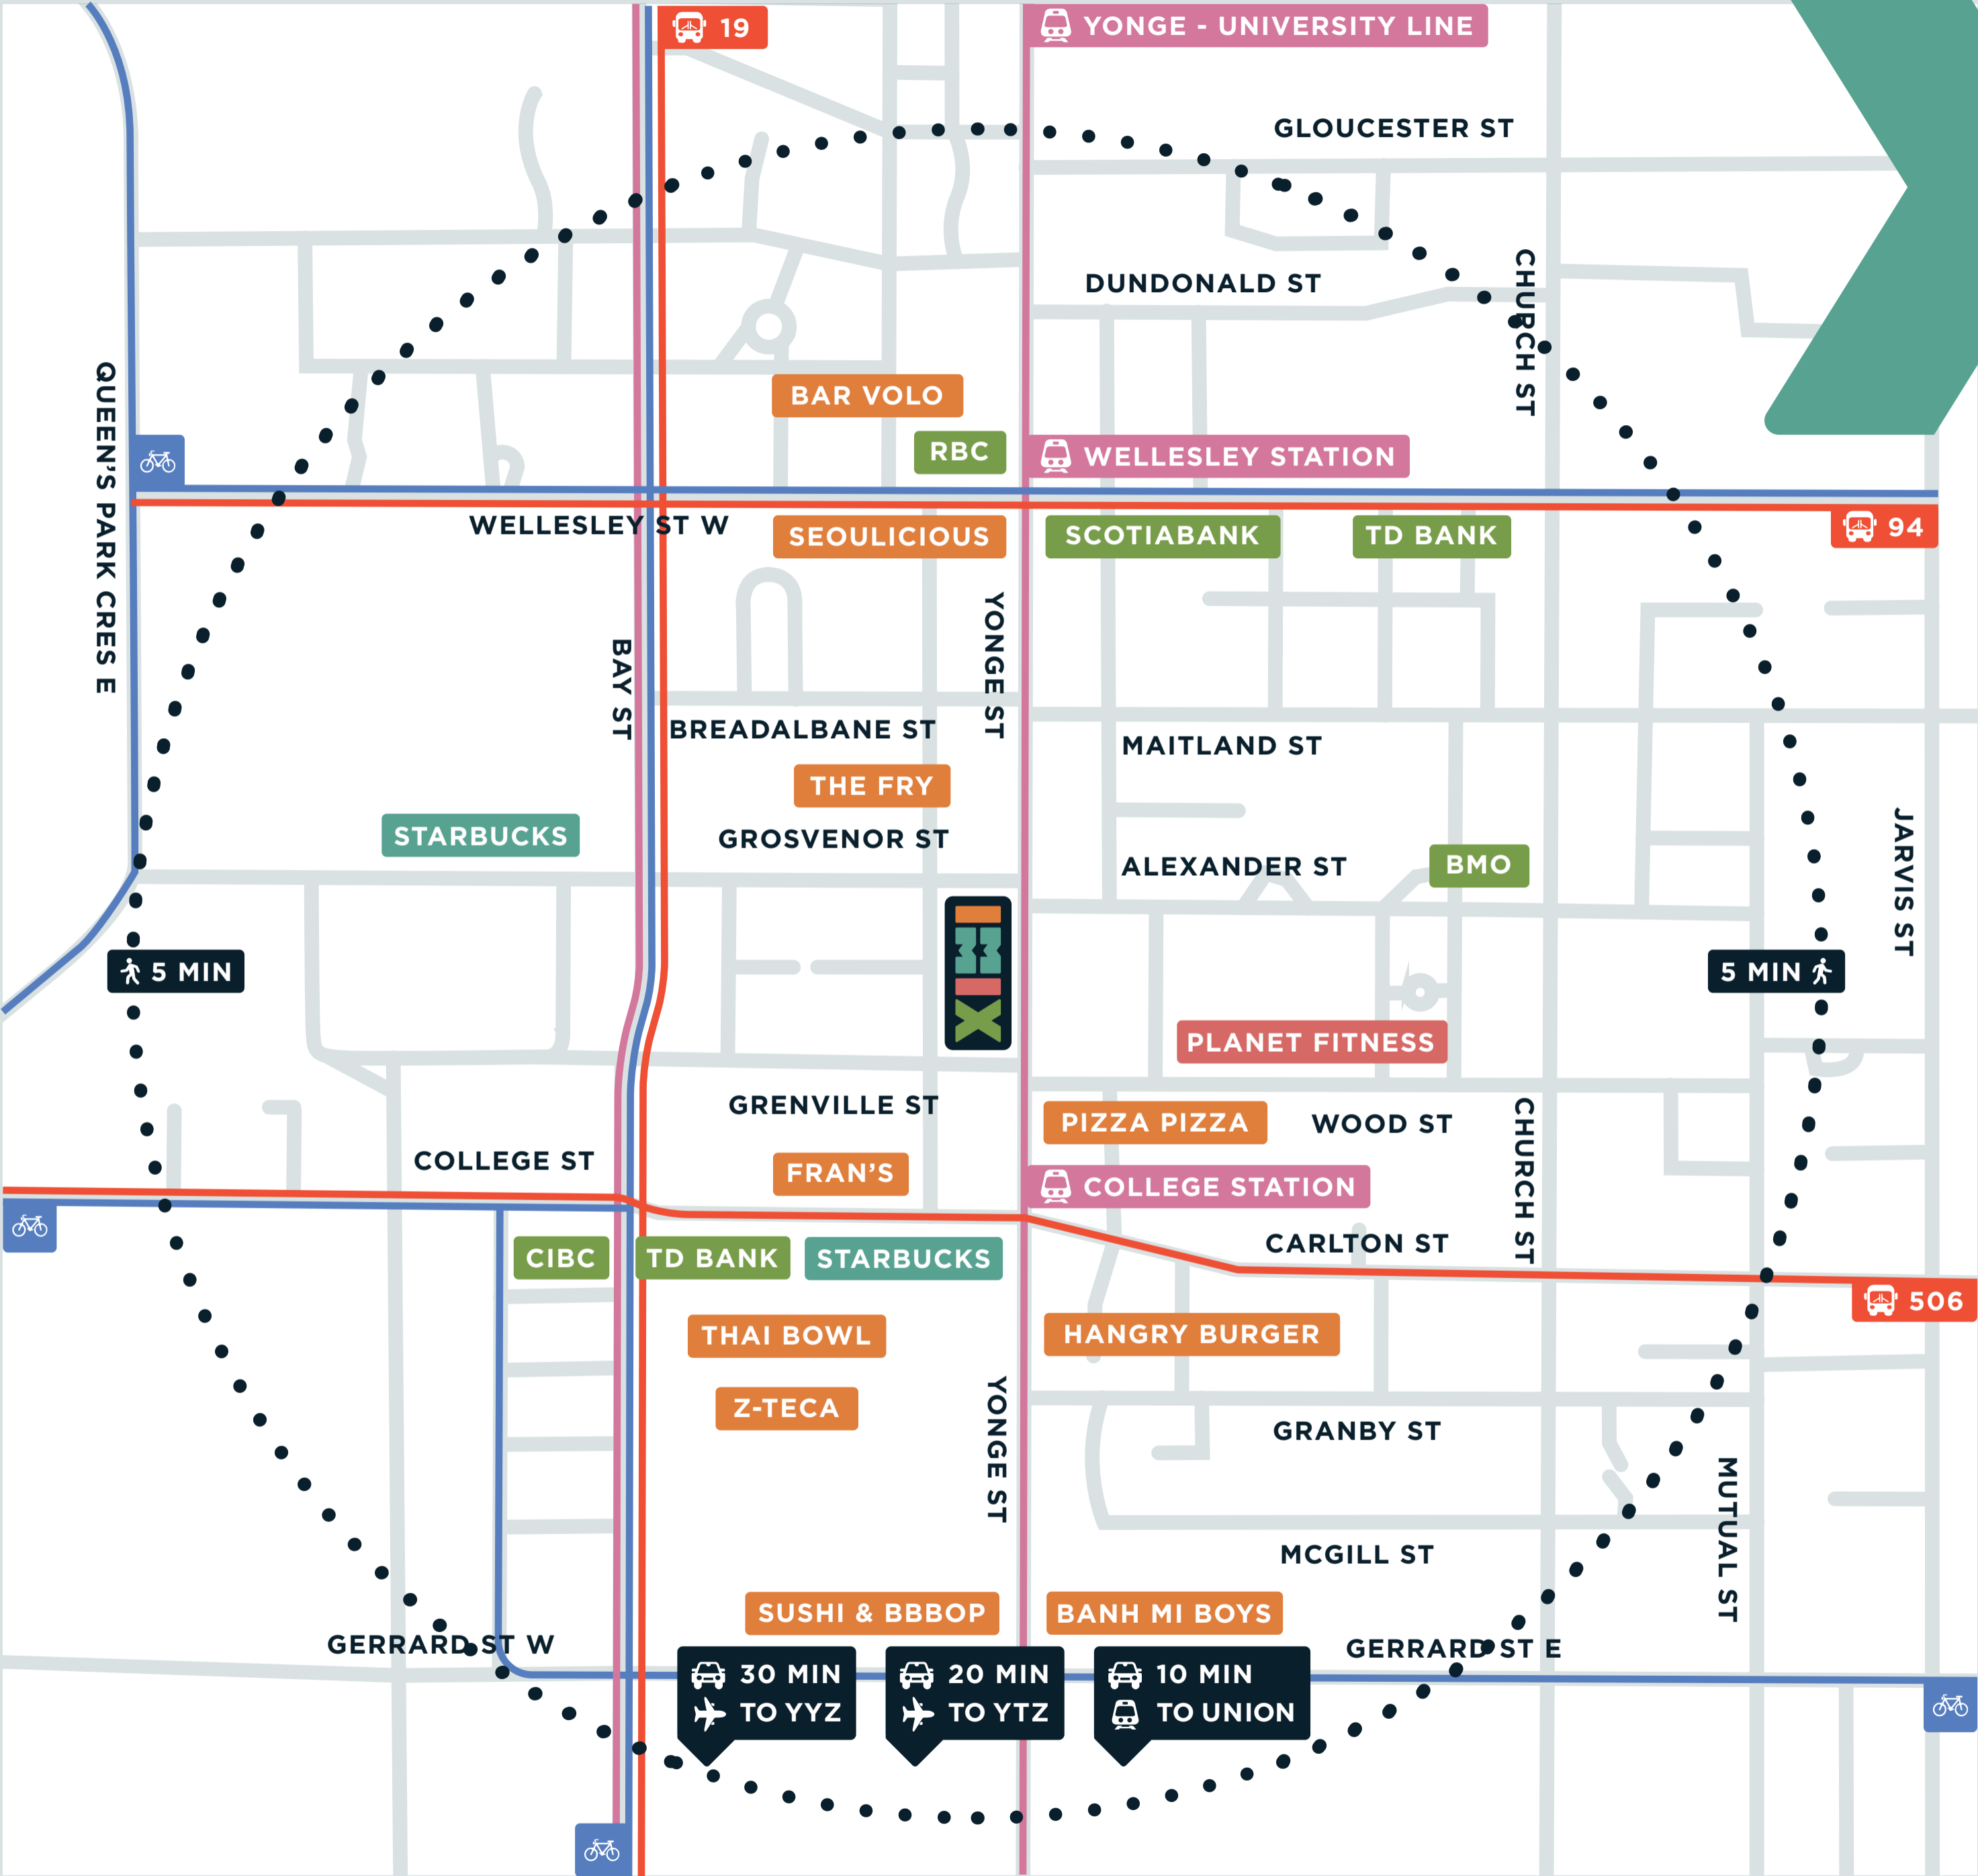 19
YONGE - UNIVERSITY LINE
GLOUCESTER ST
DUNDONALD ST
CHURCH ST
QUEEN'S PARK CRES E
BAR VOLO
RBC
WELLESLEY STATION
WELLESLEY ST W
SEOULICIOUS
SCOTIABANK
TD BANK
94
BAY ST
YONGE ST
BREADALBANE ST
MAITLAND ST
THE FRY
STARBUCKS
GROSVENOR ST
ALEXANDER ST
BMO
JARVIS ST
5 MIN
5 MIN
PLANET FITNESS
GRENVILLE ST
PIZZA PIZZA
WOOD ST
CHURCH ST
COLLEGE ST
FRAN'S
COLLEGE STATION
CARLTON ST
CIBC
TD BANK
STARBUCKS
506
THAI BOWL
HANGRY BURGER
Z-TECA
YONGE ST
GRANBY ST
MUTUAL ST
MCGILL ST
SUSHI & BBBOP
BANH MI BOYS
GERRARD ST W
GERRARD ST E
30 MIN
TO YYZ
20 MIN
TO YTZ
10 MIN
TO UNION